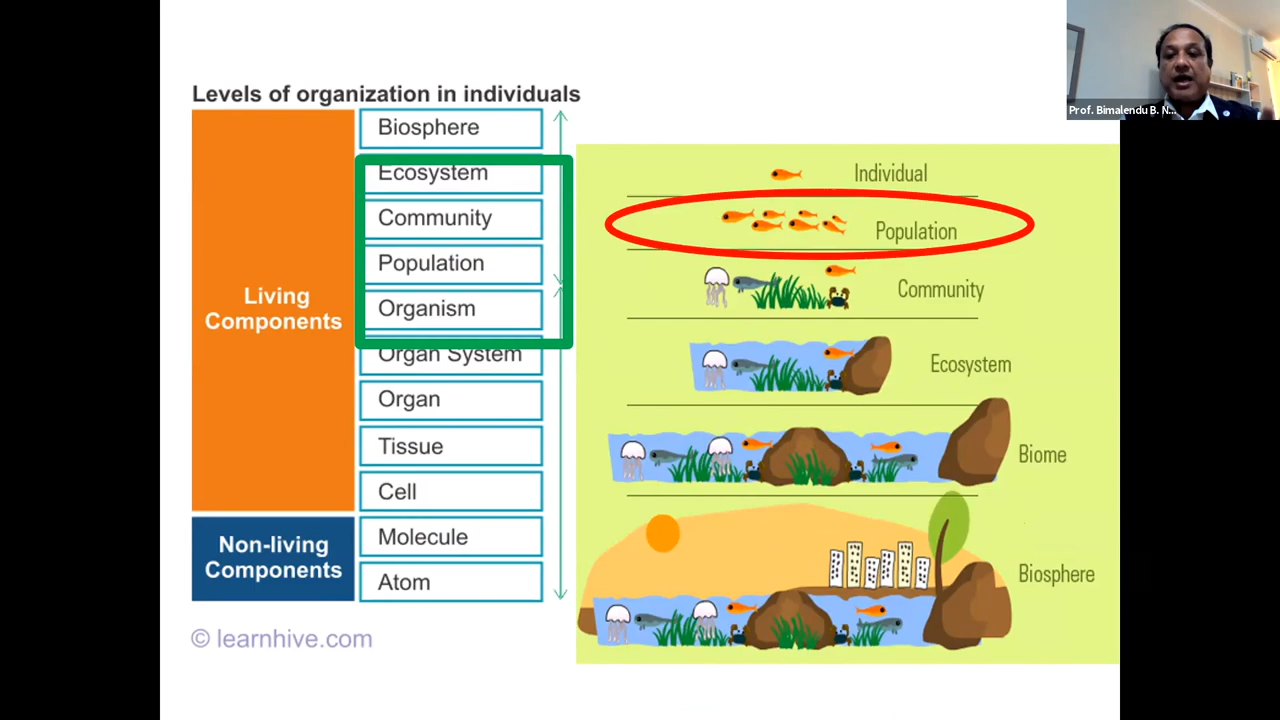 Prof. Bimalendu B. N...
Levels of organization in individuals
Biosphere
Ecosystem
Community
Population
Organism
Organ System
Organ
Tissue
Cell
Molecule
Atom
Living
Components
Non-living
Components
© learnhive.com
Individual
Population
Community
Ecosystem
Biome
Biosphere